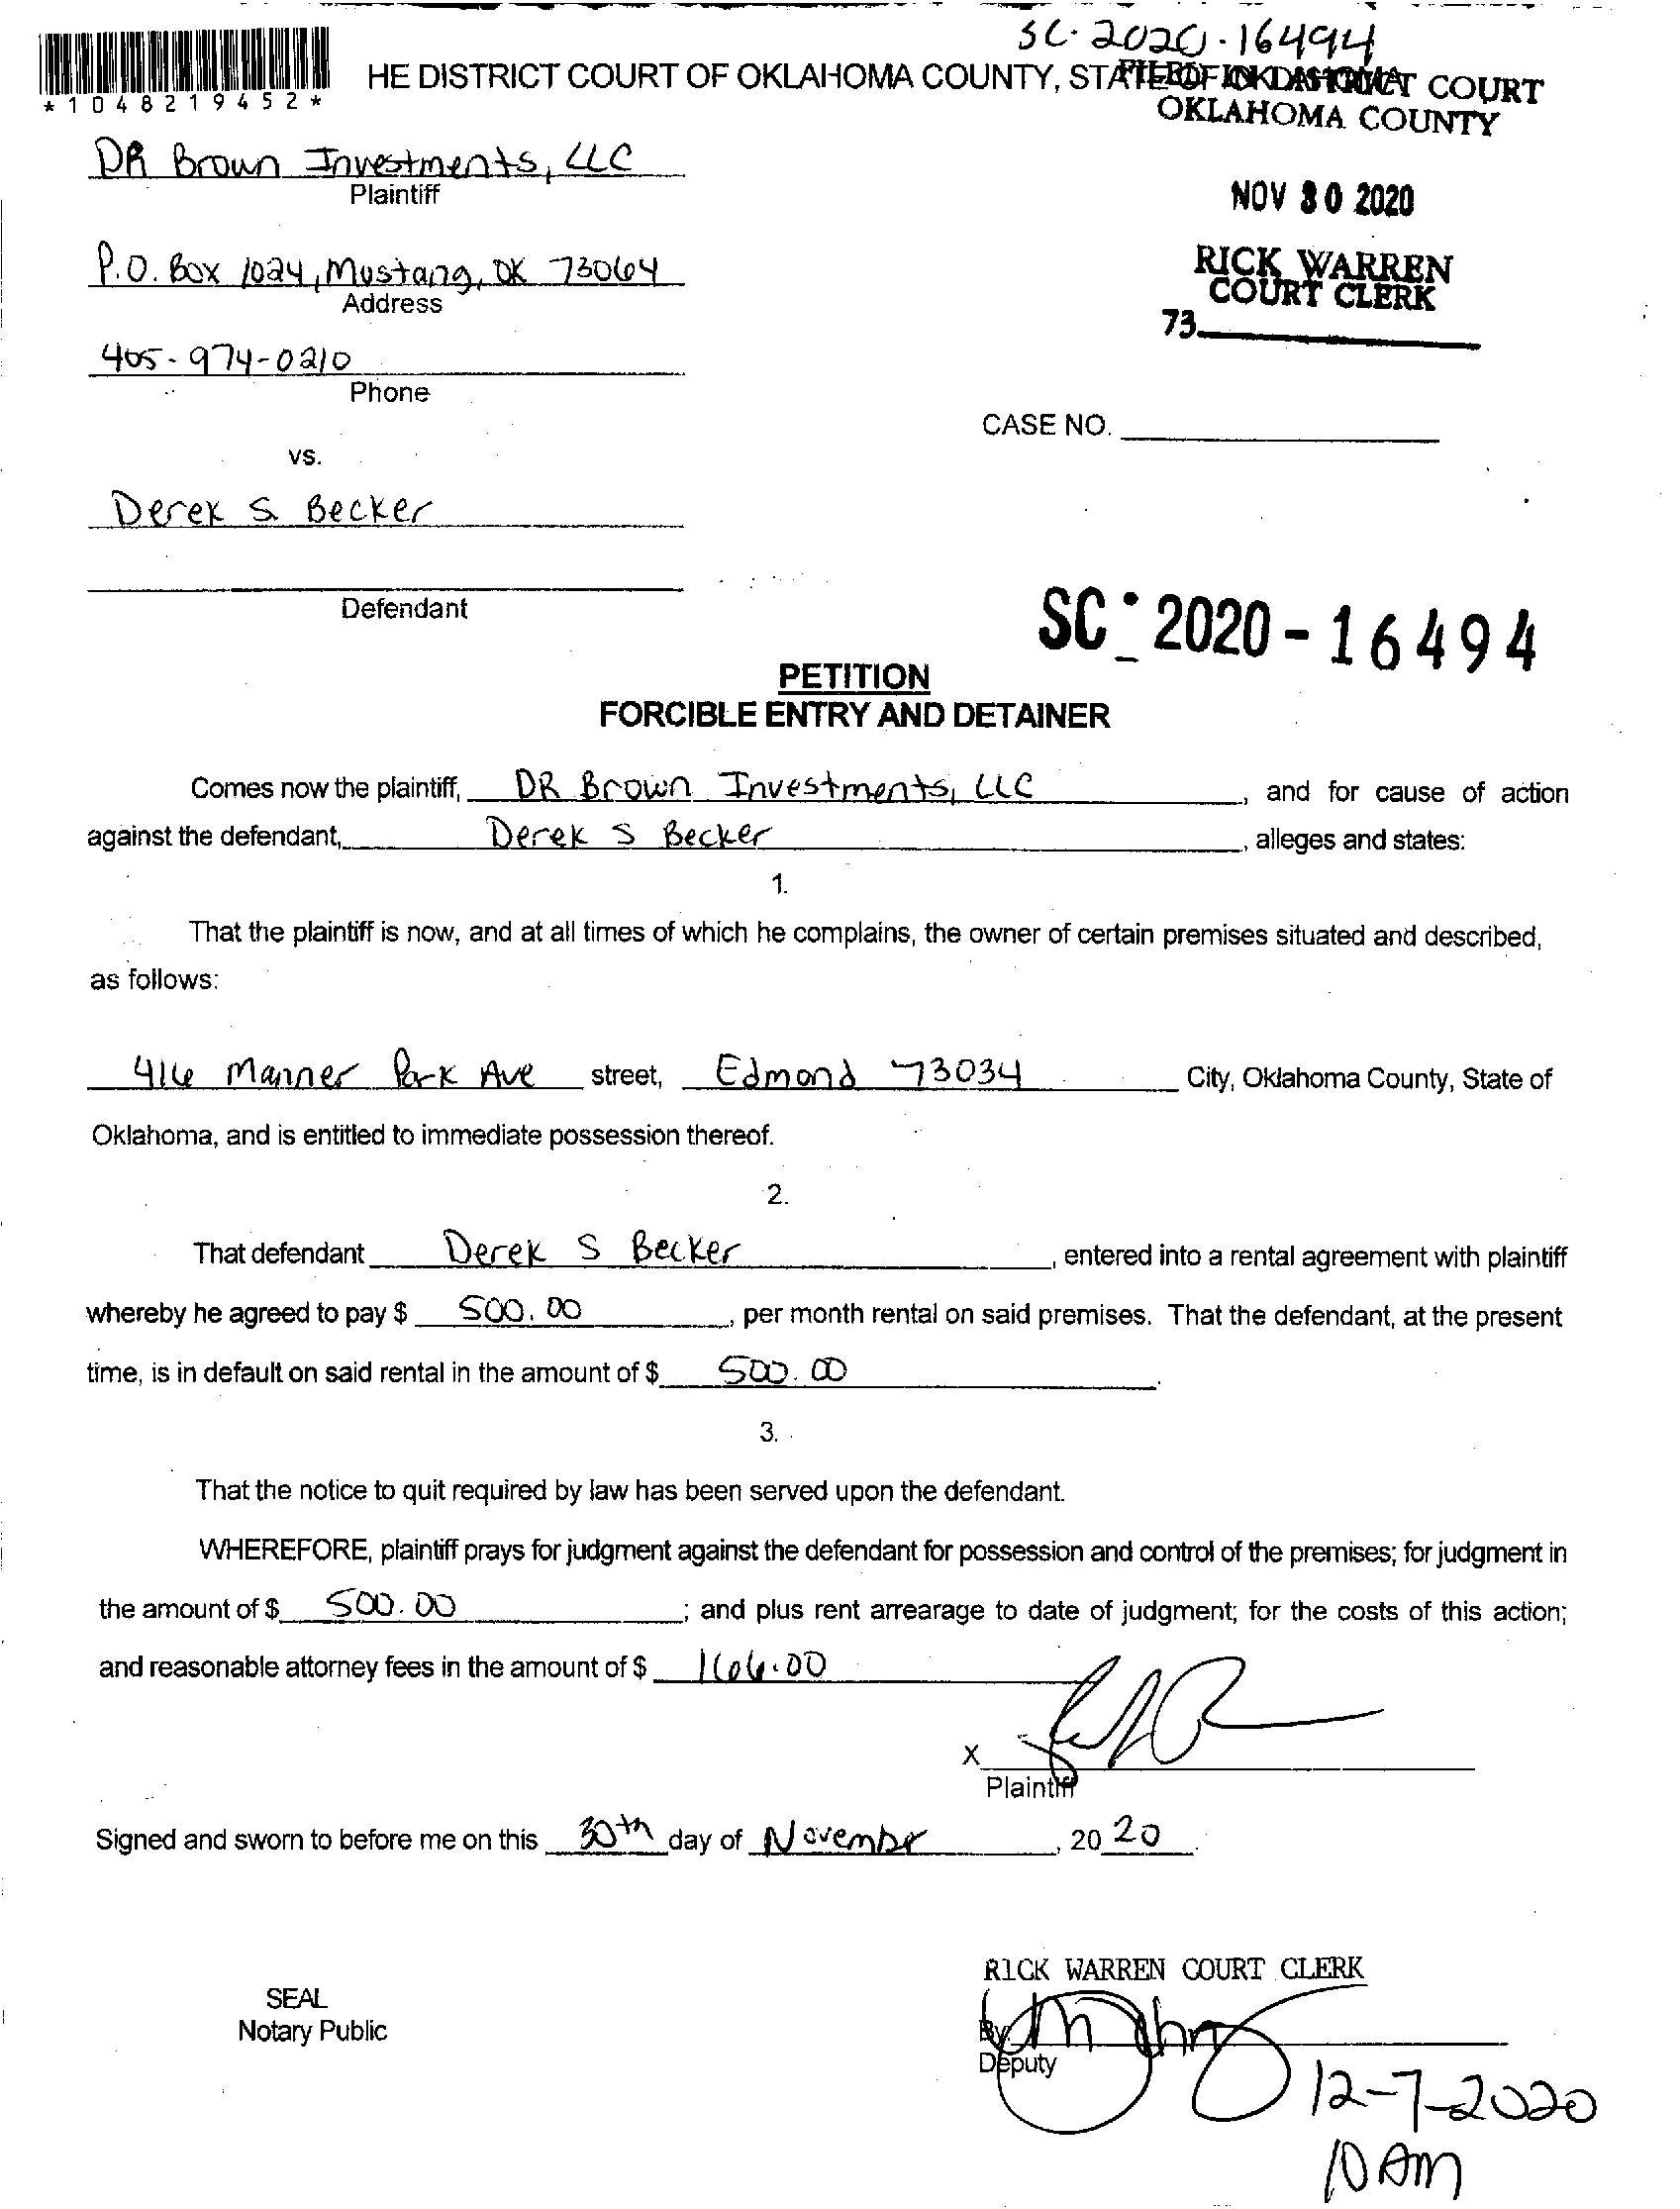 SC-2020-16494
*1048219452*
HE DISTRICT COURT OF OKLAHOMA COUNTY, STATE OF OKLAHOMA
FILED IN DISTRICT COURT
OKLAHOMA COUNTY
DR Brown Investments, LLC
Plaintiff
NOV 30 2020
P.O. Box 1024, Mustang, OK 73064
Address
RICK WARREN
COURT CLERK
73
405-974-0210
Phone
CASE NO.
vs.
Derek S. Becker
Defendant
SC-2020-16494
PETITION
FORCIBLE ENTRY AND DETAINER
Comes now the plaintiff, DR Brown Investments, LLC, and for cause of action
against the defendant, Derek S Becker, alleges and states:
1.
That the plaintiff is now, and at all times of which he complains, the owner of certain premises situated and described,
as follows:
416 Manner Park Ave street, Edmond 73034 City, Oklahoma County, State of
Oklahoma, and is entitled to immediate possession thereof.
2.
That defendant Derek S Becker, entered into a rental agreement with plaintiff
whereby he agreed to pay $ 500.00, per month rental on said premises. That the defendant, at the present
time, is in default on said rental in the amount of $ 500.00.
3.
That the notice to quit required by law has been served upon the defendant.
WHEREFORE, plaintiff prays for judgment against the defendant for possession and control of the premises; for judgment in
the amount of $ 500.00; and plus rent arrearage to date of judgment; for the costs of this action;
and reasonable attorney fees in the amount of $ 166.00
X
Plaintiff
Signed and sworn to before me on this 30th day of November, 2020.
RICK WARREN COURT CLERK
SEAL
Notary Public
By
Deputy
12-7-2020
10 AM